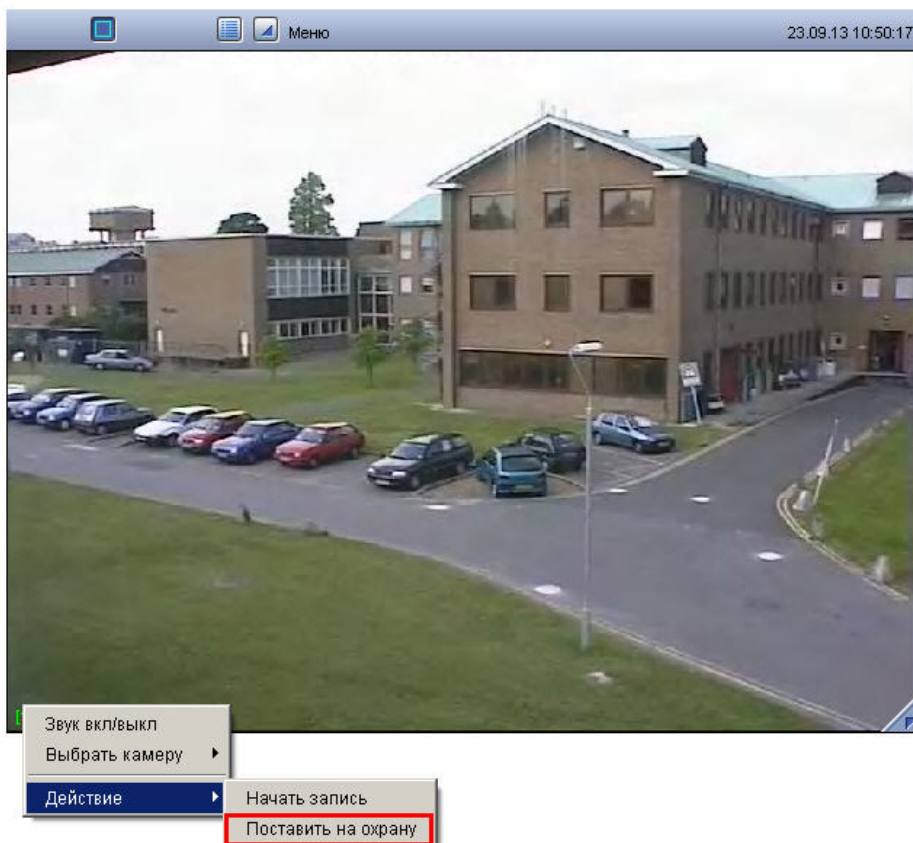 Меню
23.09.13 10:50:17
Звук вкл/выкл
Выбрать камеру
Действие
Начать запись
Поставить на охрану